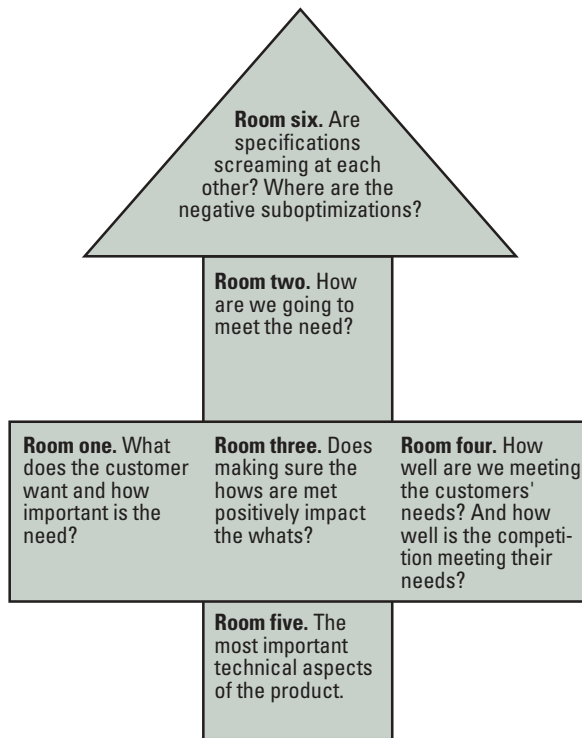 Room six. Are
specifications
screaming at each
other? Where are the
negative suboptimizations?
Room two. How
are we going to
meet the need?
Room one. What
does the customer
want and how
important is the
need?
Room three. Does
making sure the
hows are met
positively impact
the whats?
Room four. How
well are we meeting
the customers'
needs? And how
well is the competi-
tion meeting their
needs?
Room five. The
most important
technical aspects
of the product.